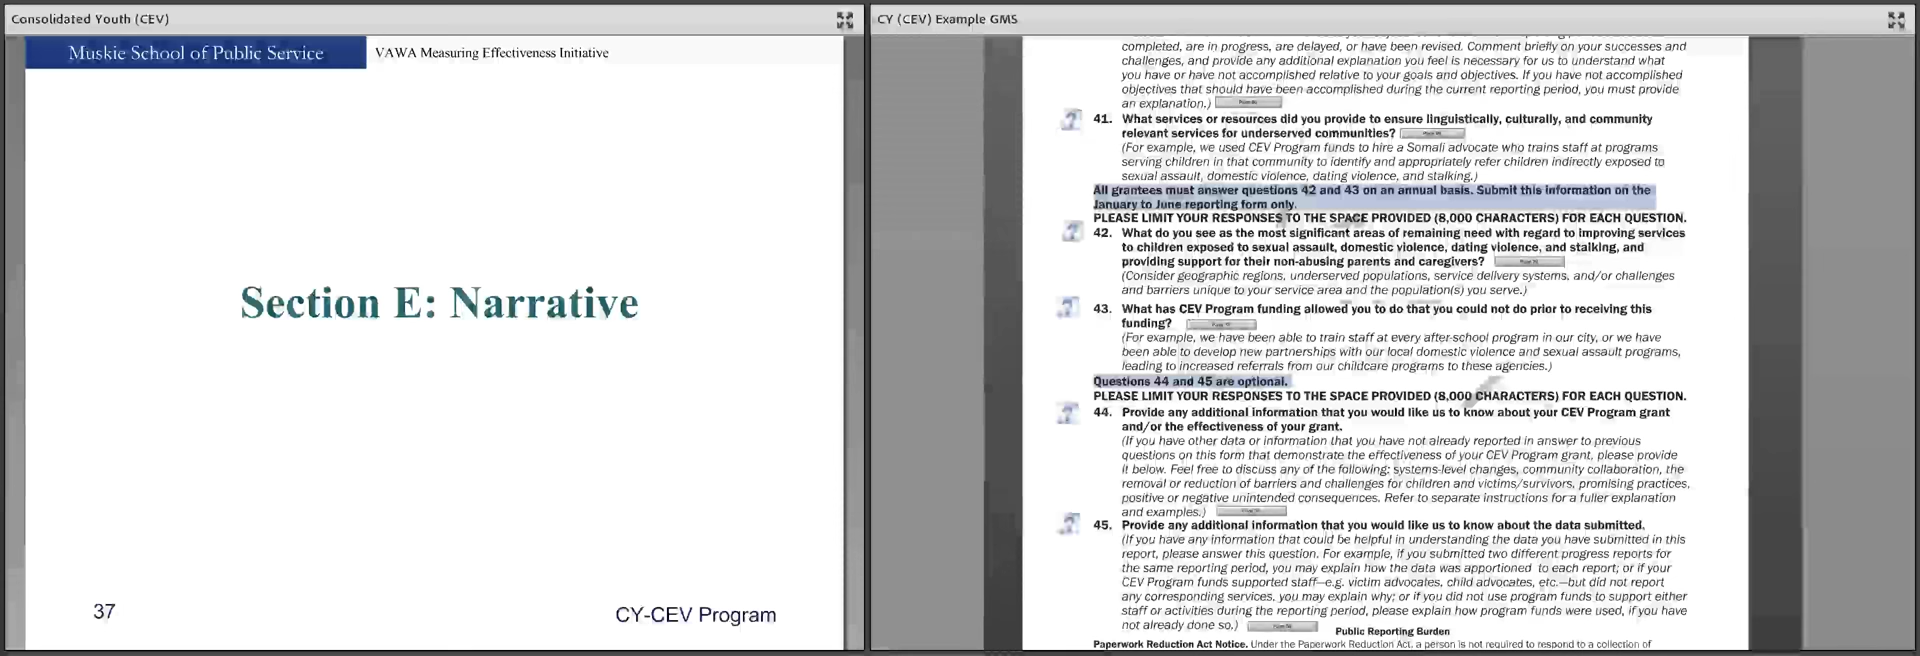 Consolidated Youth (CEV)
Muskie School of Public Service
VAWA Measuring Effectiveness Initiative
Section E: Narrative
37
CY-CEV Program
CY (CEV) Example GMS
completed, are in progress, are delayed, or have been revised. Comment briefly on your successes and
challenges, and provide any additional explanation you feel is necessary for us to understand what
you have or have not accomplished relative to your goals and objectives. If you have not accomplished
objectives that should have been accomplished during the current reporting period, you must provide
an explanation.)
41. What services or resources did you provide to ensure linguistically, culturally, and community
relevant services for underserved communities?
(For example, we used CEV Program funds to hire a Somali advocate who trains staff at programs
serving children in that community to identify and appropriately refer children indirectly exposed to
sexual assault, domestic violence, dating violence, and stalking.)
All grantees must answer questions 42 and 43 on an annual basis. Submit this information on the
January to June reporting form only.
PLEASE LIMIT YOUR RESPONSES TO THE SPACE PROVIDED (8,000 CHARACTERS) FOR EACH QUESTION.
42. What do you see as the most significant areas of remaining need with regard to improving services
to children exposed to sexual assault, domestic violence, dating violence, and stalking, and
providing support for their non-abusing parents and caregivers?
(Consider geographic regions, underserved populations, service delivery systems, and/or challenges
and barriers unique to your service area and the population(s) you serve.)
43. What has CEV Program funding allowed you to do that you could not do prior to receiving this
funding?
(For example, we have been able to train staff at every after-school program in our city, or we have
been able to develop new partnerships with our local domestic violence and sexual assault programs,
leading to increased referrals from our childcare programs to these agencies.)
Questions 44 and 45 are optional.
PLEASE LIMIT YOUR RESPONSES TO THE SPACE PROVIDED (8,000 CHARACTERS) FOR EACH QUESTION.
44. Provide any additional information that you would like us to know about your CEV Program grant
and/or the effectiveness of your grant.
(If you have other data or information that you have not already reported in answer to previous
questions on this form that demonstrate the effectiveness of your CEV Program grant, please provide
it below. Feel free to discuss any of the following: systems-level changes, community collaboration, the
removal or reduction of barriers and challenges for children and victims/survivors, promising practices,
positive or negative unintended consequences. Refer to separate instructions for a fuller explanation
and examples.)
45. Provide any additional information that you would like us to know about the data submitted.
(If you have any information that could be helpful in understanding the data you have submitted in this
report, please answer this question. For example, if you submitted two different progress reports for
the same reporting period, you may explain how the data was apportioned to each report; or if your
CEV Program funds supported staff—e.g. victim advocates, child advocates, etc.—but did not report
any corresponding services, you may explain why; or if you did not use program funds to support either
staff or activities during the reporting period, please explain how program funds were used, if you have
not already done so.)
Public Reporting Burden
Paperwork Reduction Act Notice. Under the Paperwork Reduction Act, a person is not required to respond to a collection of